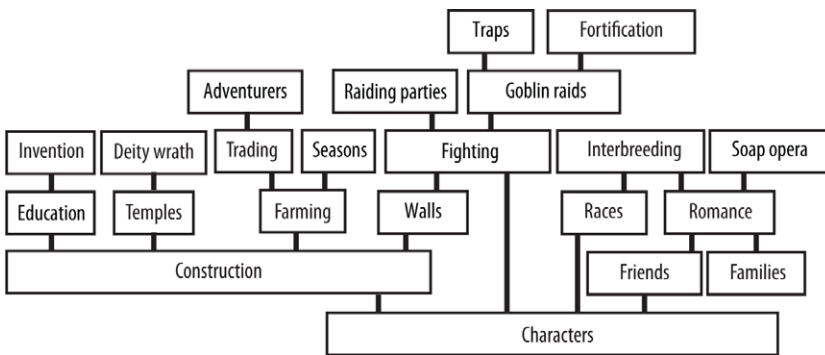 Traps
Fortification
Adventurers
Raiding parties
Goblin raids
Invention
Deity wrath
Trading
Seasons
Fighting
Interbreeding
Soap opera
Education
Temples
Farming
Walls
Races
Romance
Construction
Friends
Families
Characters